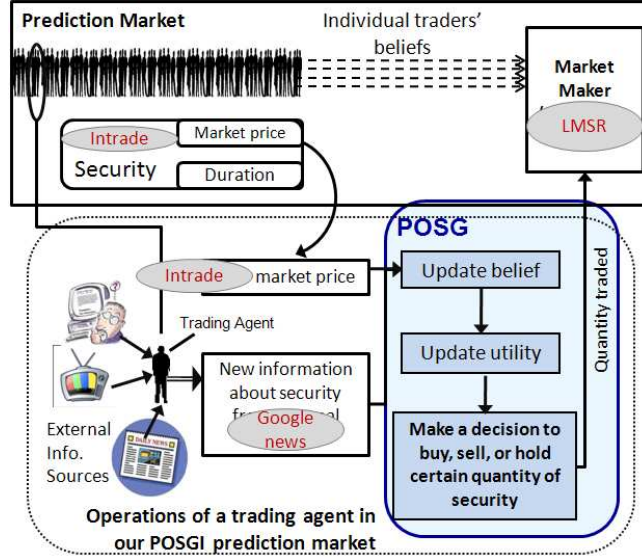 Prediction Market
Individual traders'
beliefs
Market
Maker
LMSR
Intrade
Market price
Security
Duration
POSG
Intrade
market price
Update belief
Trading Agent
Quantity traded
New information
about security
Google
news
Update utility
External
Info.
Sources
DAILY NEWS
Make a decision to
buy, sell, or hold
certain quantity of
security
Operations of a trading agent in
our POSGI prediction market